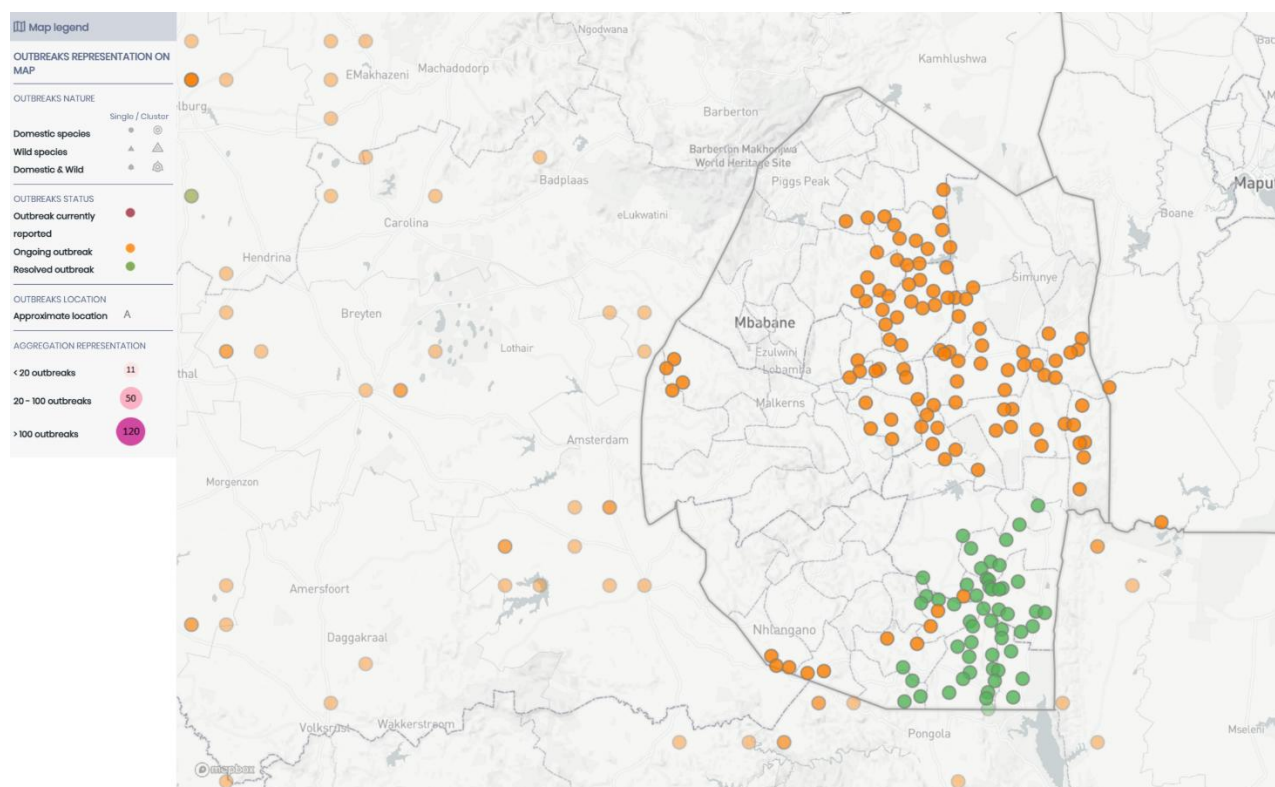 Map legend
OUTBREAKS REPRESENTATION ON
MAP
OUTBREAKS NATURE
Single / Cluster
Domestic species
Wild species
Domestic & Wild
OUTBREAKS STATUS
Outbreak currently
reported
Ongoing outbreak
Resolved outbreak
OUTBREAKS LOCATION
Approximate location A
AGGREGATION REPRESENTATION
< 20 outbreaks 11
20 - 100 outbreaks 50
> 100 outbreaks 120
Ngodwana
Kamhlushwa
EMakhazeni
Machadodorp
lburg
Barberton
Barberton Makhonjwa
World Heritage Site
Piggs Peak
Badplaas
Maput
Boane
eLukwatini
Carolina
Hendrina
Simunye
Breyten
Mbabane
Lothair
Ezulwini
Lobamba
thal
Malkerns
Amsterdam
Morgenzon
Amersfoort
Nhlangano
Daggakraal
Volksrust
Wakkerstroom
Pongola
Mseleni
mapbox